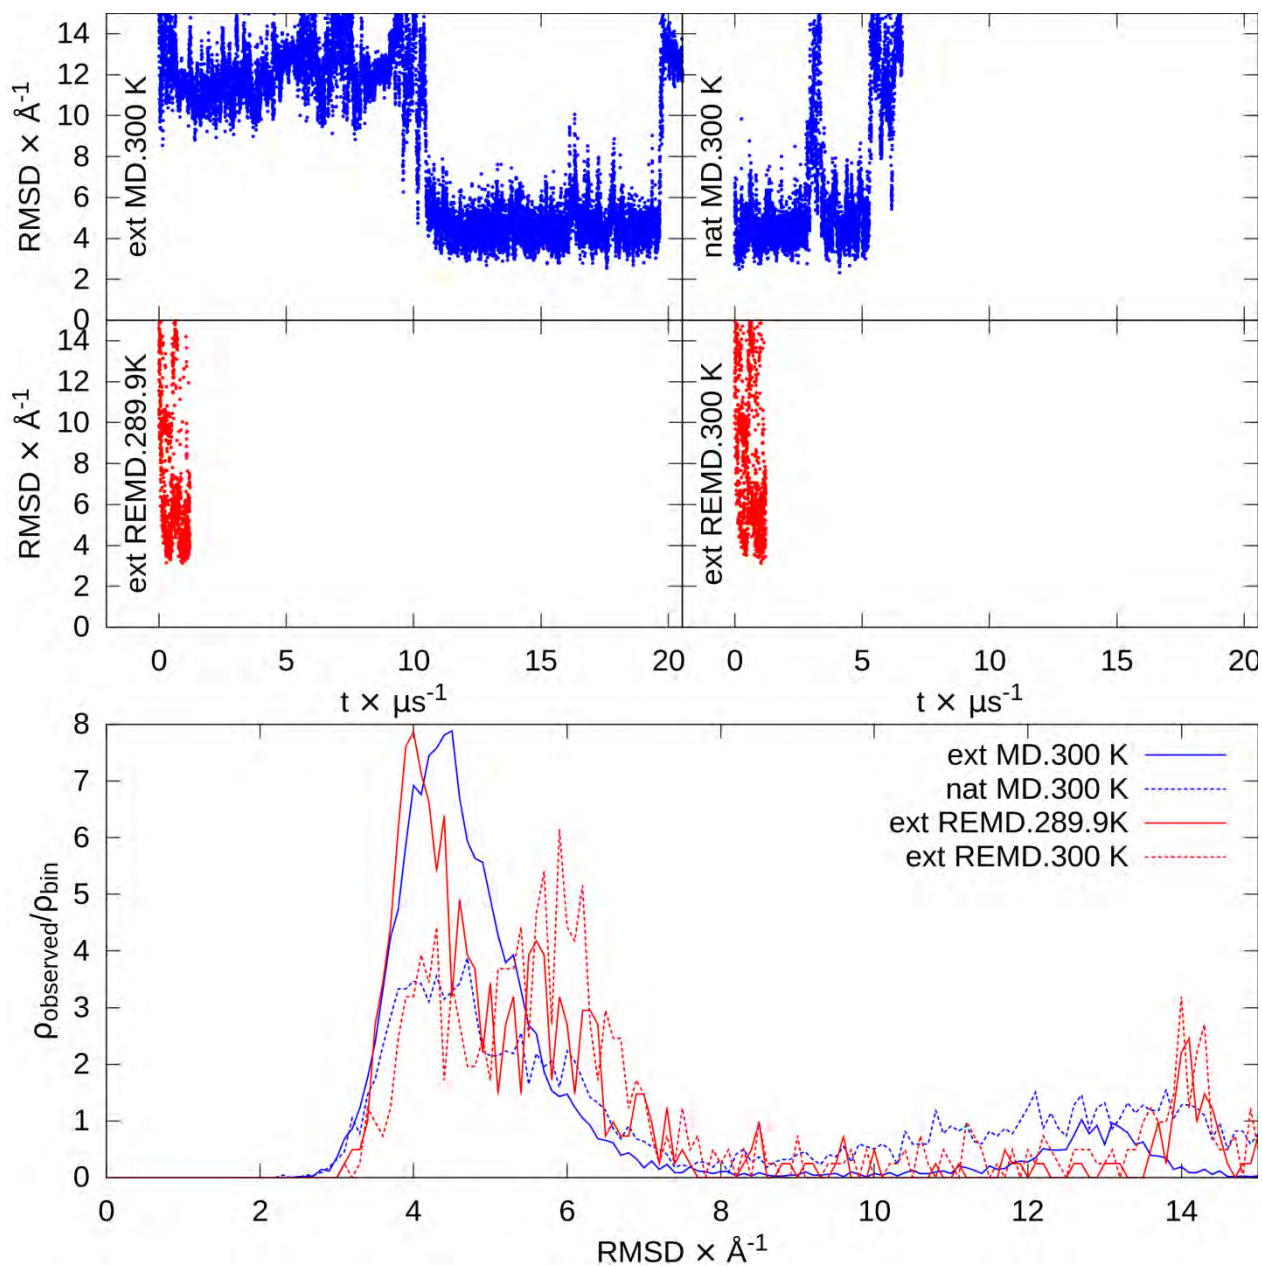 14
12
10
8
6
4
2
0
RMSD × Å⁻¹
ext MD.300 K
nat MD.300 K
14
12
10
8
6
4
2
0
RMSD × Å⁻¹
ext REMD.289.9K
ext REMD.300 K
0 5 10 15 20 0 5 10 15 20
t × μs⁻¹ t × μs⁻¹
8
7
6
5
4
3
2
1
0
ρobserved/ρbin
ext MD.300 K
nat MD.300 K
ext REMD.289.9K
ext REMD.300 K
0 2 4 6 8 10 12 14
RMSD × Å⁻¹